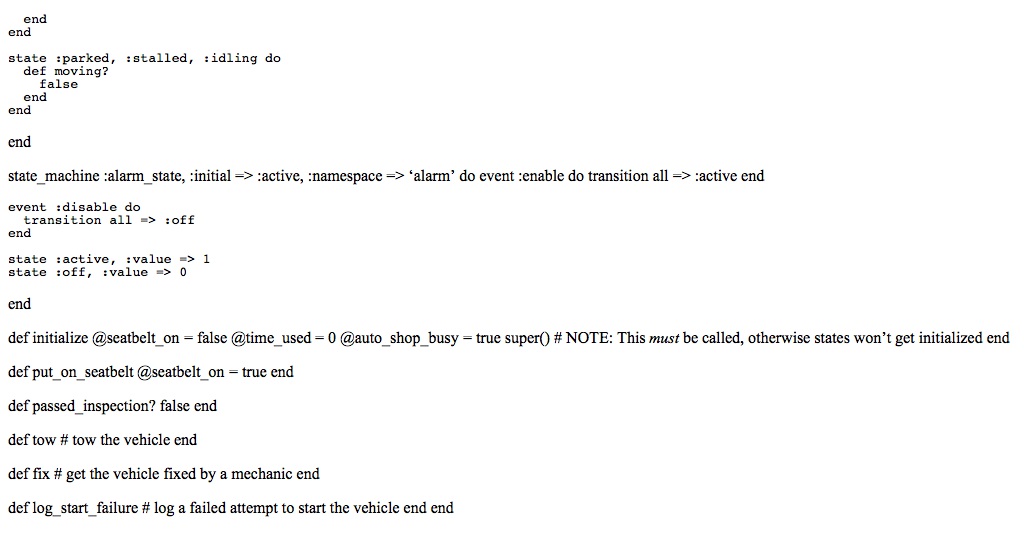 end
end
state :parked, :stalled, :idling do
  def moving?
    false
  end
end
end
state_machine :alarm_state, :initial => :active, :namespace => ‘alarm’ do event :enable do transition all => :active end
event :disable do
  transition all => :off
end
state :active, :value => 1
state :off, :value => 0
end
def initialize @seatbelt_on = false @time_used = 0 @auto_shop_busy = true super() # NOTE: This must be called, otherwise states won’t get initialized end
def put_on_seatbelt @seatbelt_on = true end
def passed_inspection? false end
def tow # tow the vehicle end
def fix # get the vehicle fixed by a mechanic end
def log_start_failure # log a failed attempt to start the vehicle end end